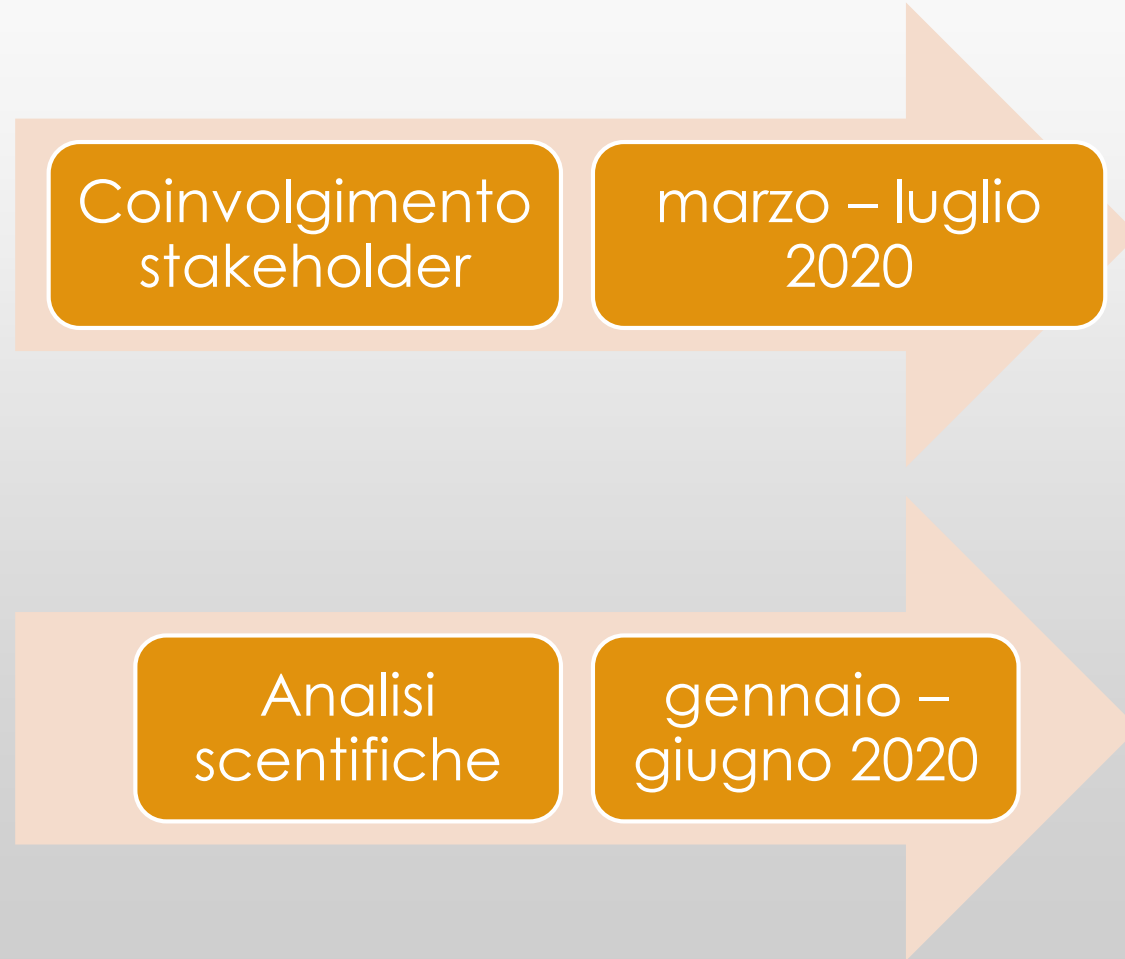 Coinvolgimento
stakeholder
marzo – luglio
2020
Analisi
scentifiche
gennaio –
giugno 2020